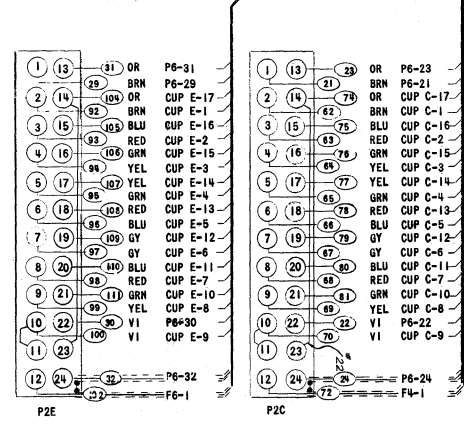 1 13 31 OR P6-31
29 BRN P6-29
2 14 104 OR CUP E-17
92 BRN CUP E-1
3 15 105 BLU CUP E-16
93 RED CUP E-2
4 16 106 GRN CUP E-15
94 YEL CUP E-3
5 17 107 YEL CUP E-14
95 GRN CUP E-4
6 18 108 RED CUP E-13
96 BLU CUP E-5
7 19 109 GY CUP E-12
97 GY CUP E-6
8 20 110 BLU CUP E-11
98 RED CUP E-7
9 21 111 GRN CUP E-10
99 YEL CUP E-8
10 22 30 VI P6-30
100 VI CUP E-9
11 23
12 24 32 P6-32
F6-1
P2E
1 13 23 OR P6-23
21 BRN P6-21
2 14 74 OR CUP C-17
62 BRN CUP C-1
3 15 75 BLU CUP C-16
63 RED CUP C-2
4 16 76 GRN CUP C-15
64 YEL CUP C-3
5 17 77 YEL CUP C-14
65 GRN CUP C-4
6 18 78 RED CUP C-13
66 BLU CUP C-5
7 19 79 GY CUP C-12
67 GY CUP C-6
8 20 80 BLU CUP C-11
68 RED CUP C-7
9 21 81 GRN CUP C-10
69 YEL CUP C-8
10 22 22 VI P6-22
70 VI CUP C-9
11 23 22
12 24 24 P6-24
72 F4-1
P2C